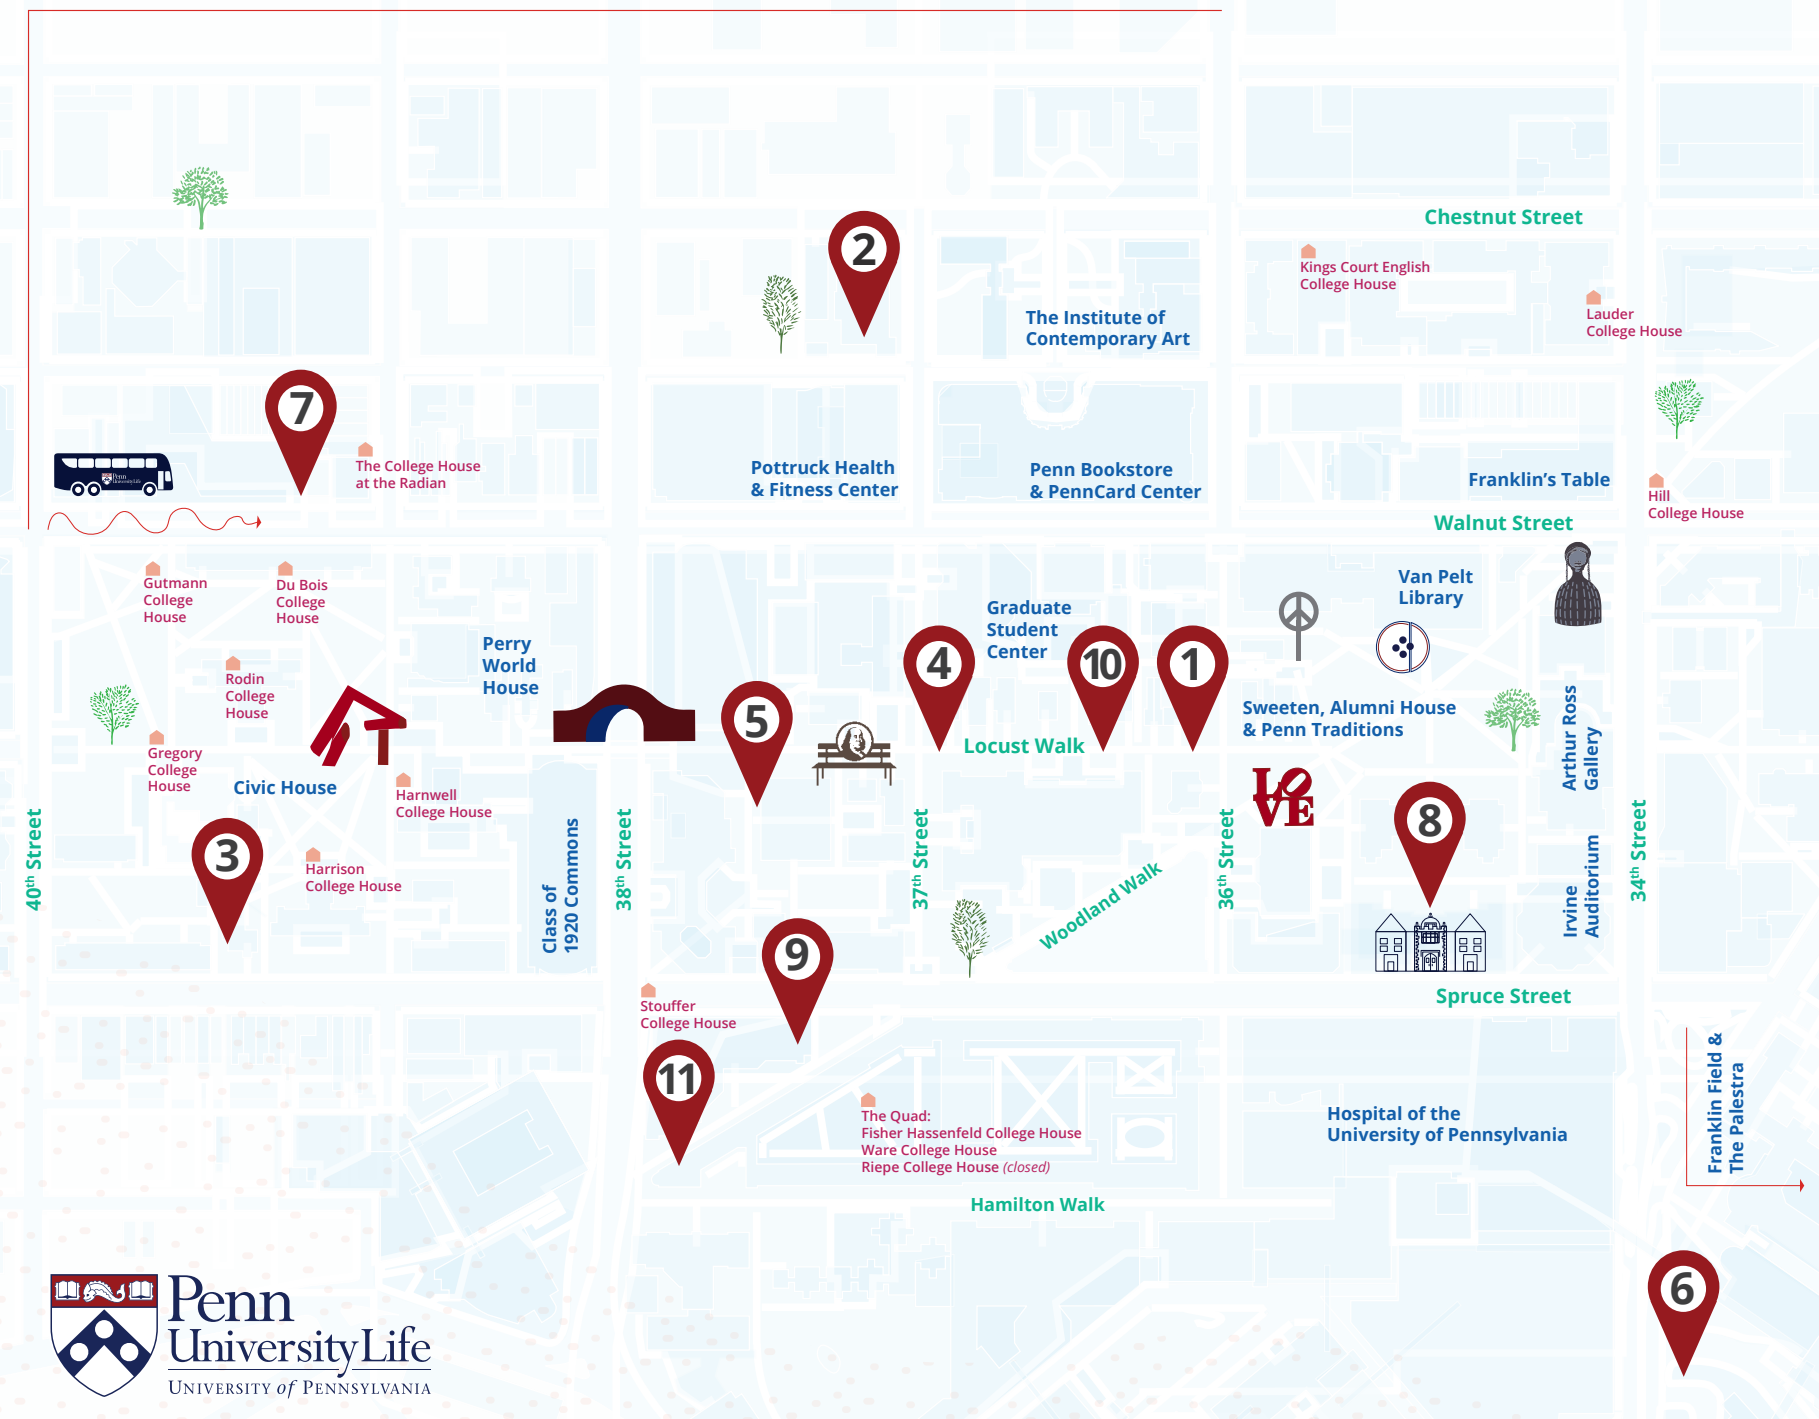 Chestnut Street
2
Kings Court English
College House
Lauder
College House
The Institute of
Contemporary Art
7
The College House
at the Radian
Penn
UniversityLife
Pottruck Health
& Fitness Center
Penn Bookstore
& PennCard Center
Franklin’s Table
Hill
College House
Walnut Street
Gutmann
College
House
Du Bois
College
House
Van Pelt
Library
Graduate
Student
Center
Perry
World
House
Rodin
College
House
4
10
1
5
Gregory
College
House
Civic House
Harnwell
College House
Locust Walk
Sweeten, Alumni House
& Penn Traditions
Arthur Ross
Gallery
LOVE
8
40th Street
3
Harrison
College House
Class of
1920 Commons
38th Street
37th Street
Woodland Walk
36th Street
Irvine
Auditorium
34th Street
9
Spruce Street
Stouffer
College House
11
The Quad:
Fisher Hassenfeld College House
Ware College House
Riepe College House (closed)
Hospital of the
University of Pennsylvania
Franklin Field &
The Palestra
Hamilton Walk
6
Penn
UniversityLife
UNIVERSITY of PENNSYLVANIA